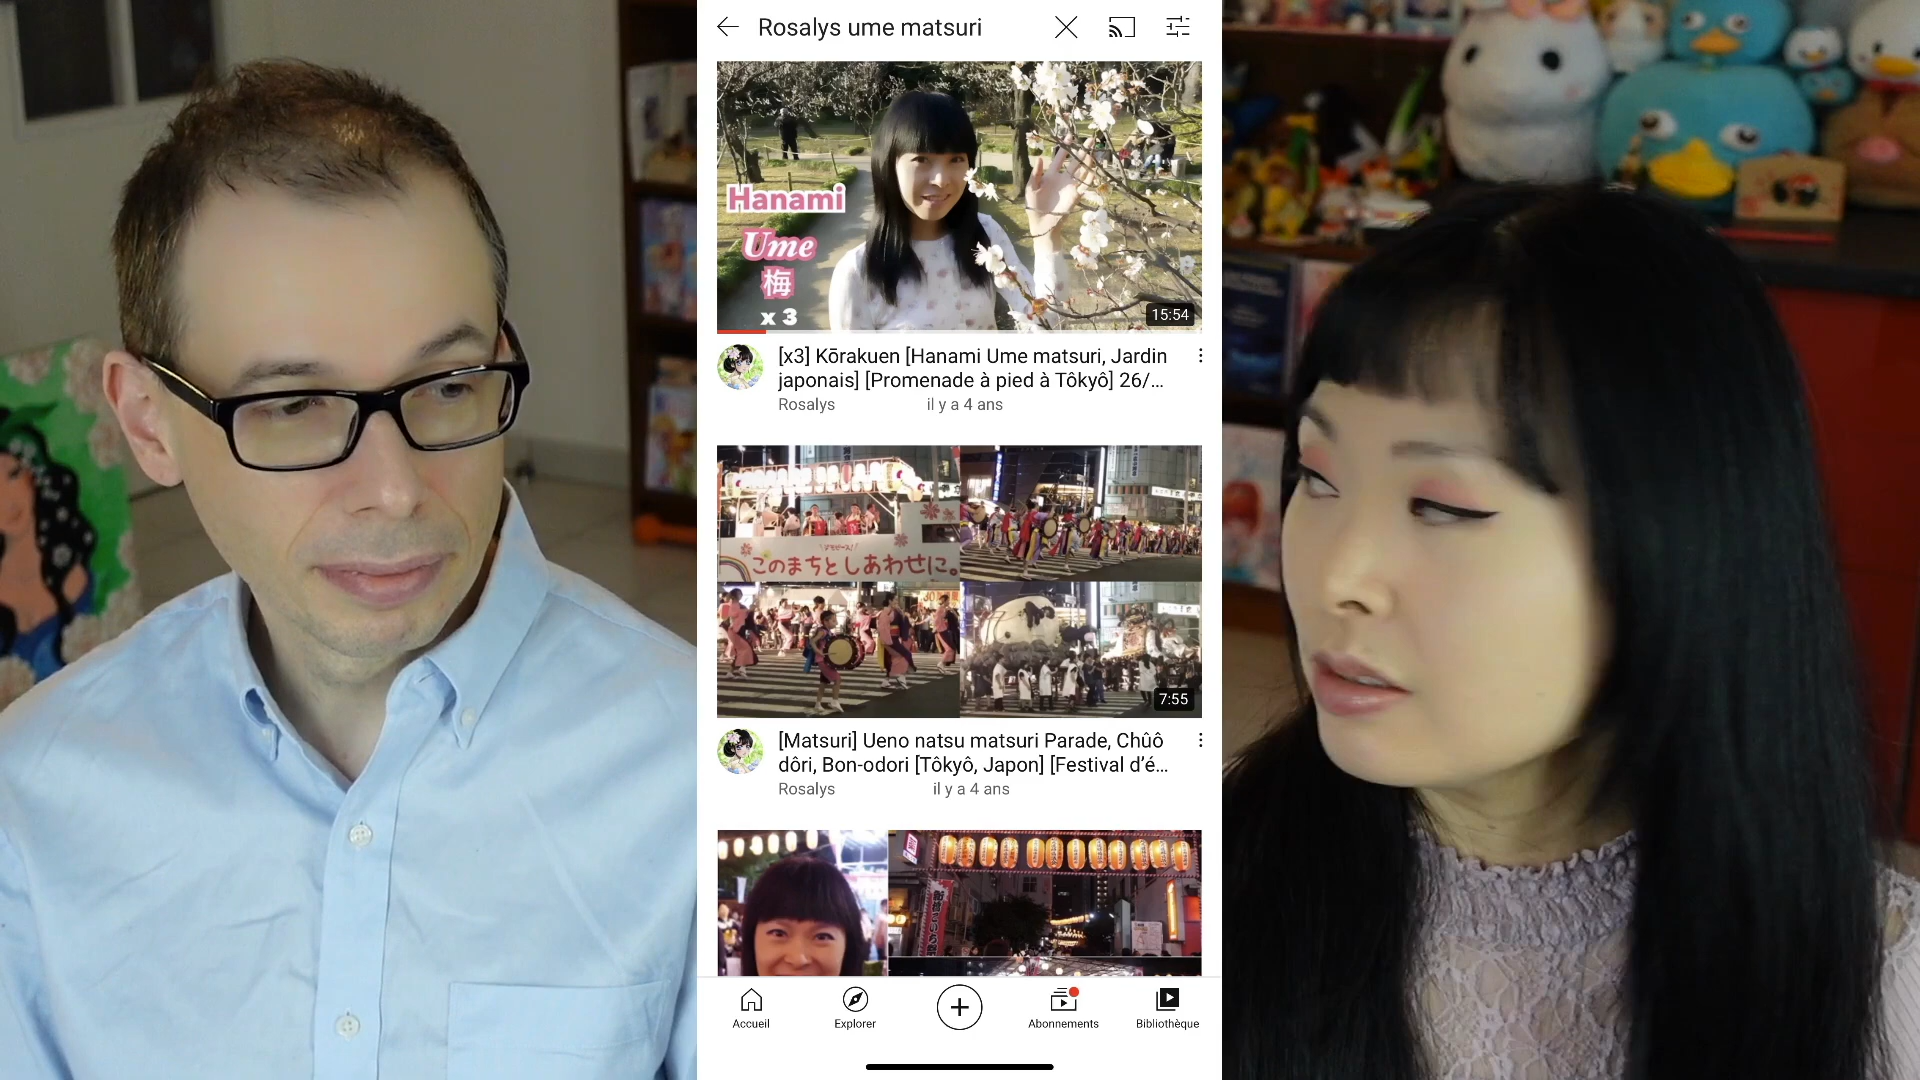 Rosalys ume matsuri
Hanami
Ume
梅
x 3
15:54
[x3] Kōrakuen [Hanami Ume matsuri, Jardin
japonais] [Promenade à pied à Tôkyô] 26/...
Rosalys
il y a 4 ans
このまちとしあわせに。
7:55
[Matsuri] Ueno natsu matsuri Parade, Chûô
dôri, Bon-odori [Tôkyô, Japon] [Festival d'é...
Rosalys
il y a 4 ans
Accueil
Explorer
Abonnements
Bibliothèque